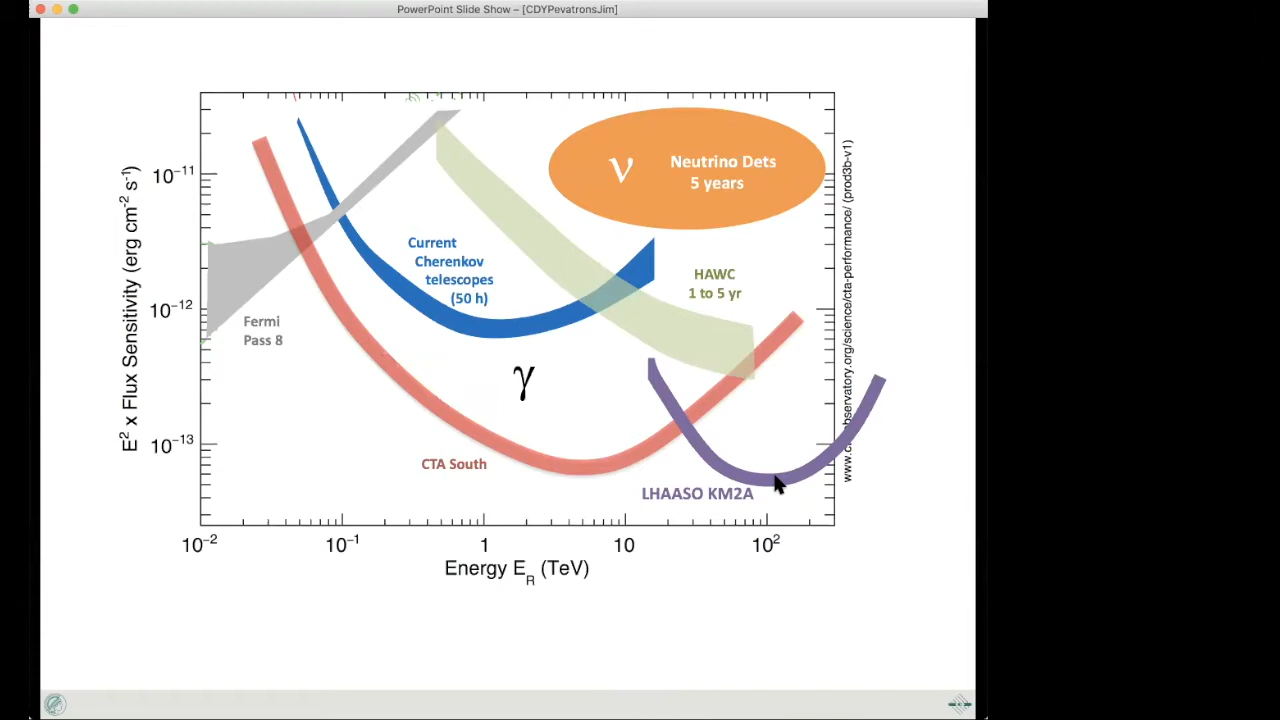 PowerPoint Slide Show – [CDYPevatronsJim]
ν
Neutrino Dets
5 years
10⁻¹¹
10⁻¹²
10⁻¹³
E² x Flux Sensitivity (erg cm⁻² s⁻¹)
Current
Cherenkov
telescopes
(50 h)
HAWC
1 to 5 yr
Fermi
Pass 8
γ
CTA South
LHAASO KM2A
10⁻²
10⁻¹
1
10
10²
Energy E_R (TeV)
observatory.org/science/cta-performance/ (prod3b-v1)